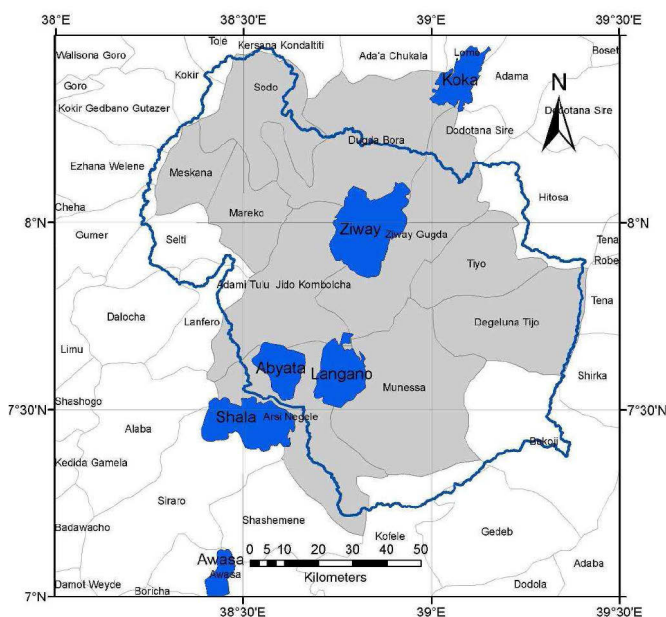 38°
38°30'E
39°
39°30'E
Tole
Kersana Kondaltiti
Walisona Goro
Ada'a Chukala
Lome
Boset
Kokir
Koka
Adama
N
Goro
Sodo
Kokir Gedbano Gutazer
Dodotana Sire
Dodotana Sire
Dugda Bora
Ezhana Welene
Meskana
Hitosa
Cheha
Mareko
8°N
Ziway
Ziway Gugda
Gumer
Selti
Tena
Robe
Tiyo
Adami Tulu Jido Kombolcha
Tena
Dalocha
Lanfero
Degeluna Tijo
Limu
Abyata
Langano
Shirka
Munessa
Shashogo
7°30'N
7°30'N
Shala
Arsi Negele
Alaba
Bekoji
Kedida Gamela
Siraro
Badawacho
Shashemene
Kofele
Gedeb
Awasa
Awasa
0 5 10 20 30 40 50
Kilometers
Adaba
Damot Weyde
Boricha
Dodola
7°N
7°N
38°30'E
39°E
39°30'E